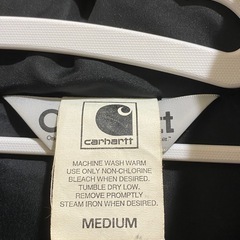 carhartt
MACHINE WASH WARM
USE ONLY NON-CHLORINE
BLEACH WHEN DESIRED.
TUMBLE DRY LOW.
REMOVE PROMPTLY
STEAM IRON WHEN DESIRED.
MEDIUM